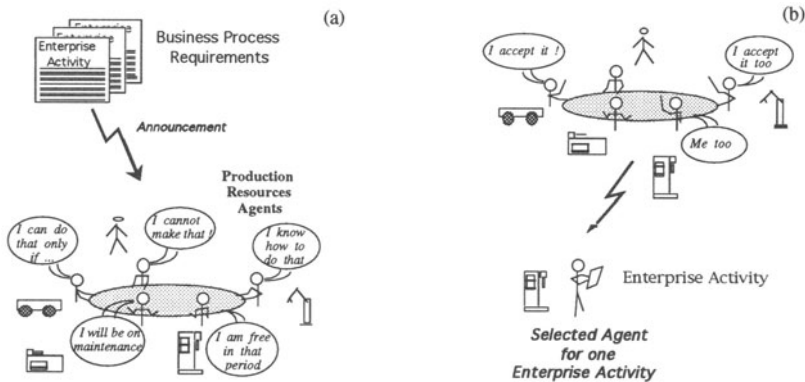 (a)
Enterprise
Enterprise
Enterprise
Activity
Business Process
Requirements
Announcement
Production
Resources
Agents
I can do
that only
if ...
I cannot
make that !
I know
how to
do that
I will be on
maintenance
I am free
in that
period
(b)
I accept it !
I accept
it too
Me too
Enterprise Activity
Selected Agent
for one
Enterprise Activity